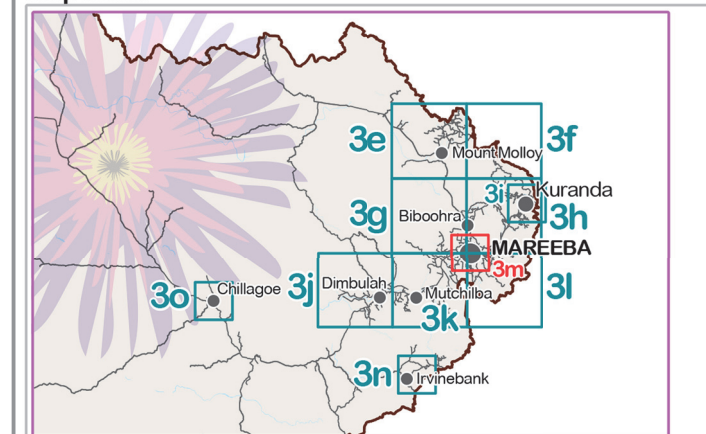 3e
3f
Mount Molloy
3i
Kuranda
3g
Biboohra
3h
MAREEBA
3m
3o
Chillagoe
3j
Dimbulah
Mutchilba
3l
3k
3n
Irvinebank